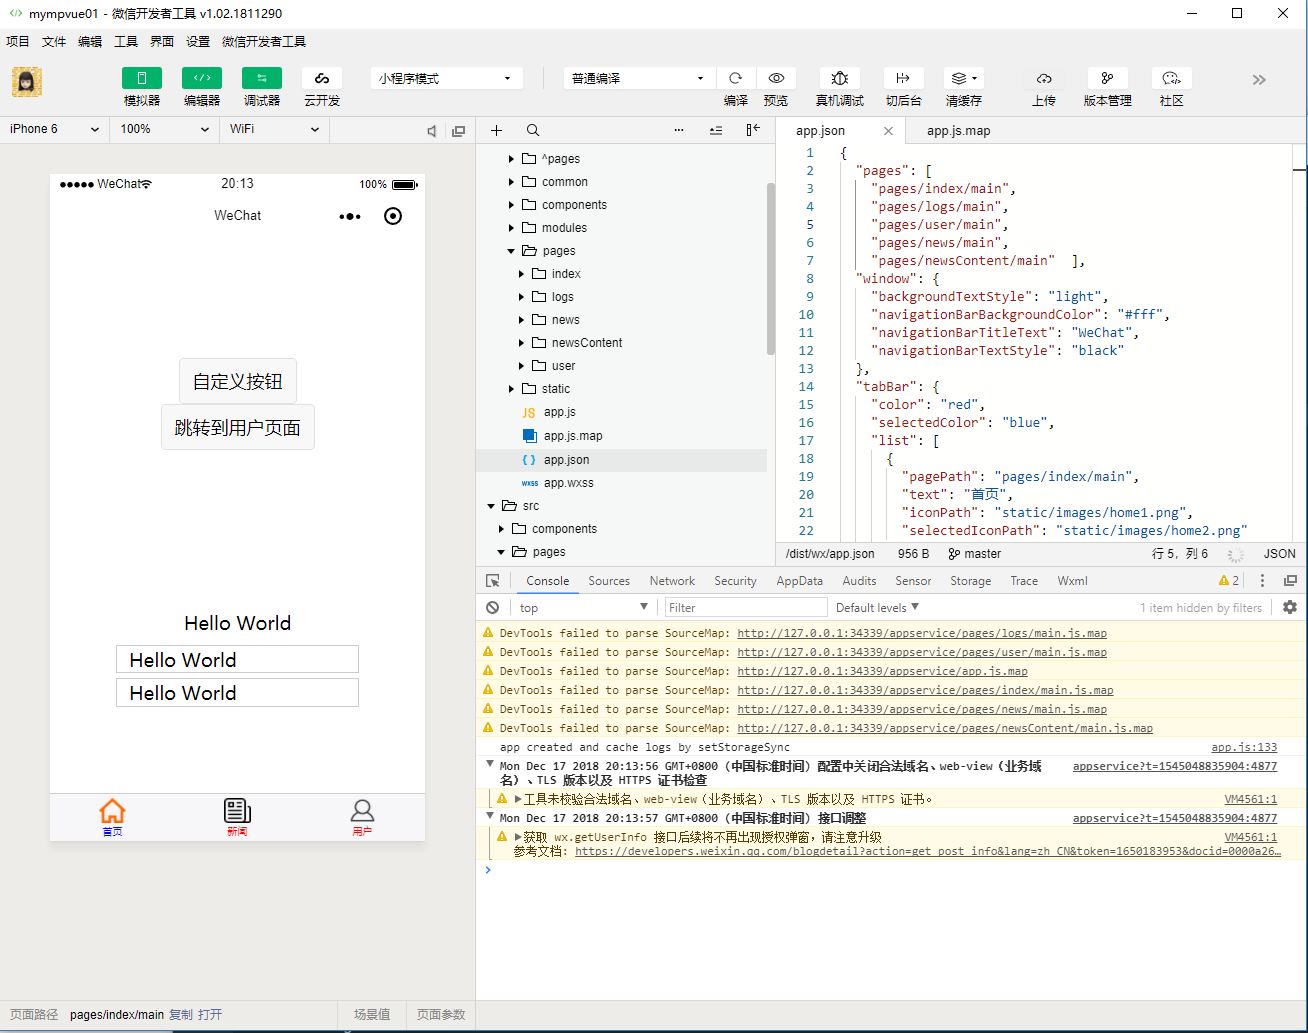 mympvue01 - 微信开发者工具 v1.02.1811290
项目 文件 编辑 工具 界面 设置 微信开发者工具
小程序模式 普通编译
模拟器 编辑器 调试器 云开发 编译 预览 真机调试 切后台 清缓存 上传 版本管理 社区
iPhone 6 100% WiFi
WeChat 20:13 100%
WeChat
自定义按钮
跳转到用户页面
Hello World
Hello World
Hello World
首页 新闻 用户
页面路径 pages/index/main 复制 打开 场景值 页面参数
^pages
common
components
modules
pages
index
logs
news
newsContent
user
static
JS app.js
app.js.map
{ } app.json
wxss app.wxss
src
components
pages
app.json app.js.map
1 {
2 "pages": [
3 "pages/index/main",
4 "pages/logs/main",
5 "pages/user/main",
6 "pages/news/main",
7 "pages/newsContent/main" ],
8 "window": {
9 "backgroundTextStyle": "light",
10 "navigationBarBackgroundColor": "#fff",
11 "navigationBarTitleText": "WeChat",
12 "navigationBarTextStyle": "black"
13 },
14 "tabBar": {
15 "color": "red",
16 "selectedColor": "blue",
17 "list": [
18 {
19 "pagePath": "pages/index/main",
20 "text": "首页",
21 "iconPath": "static/images/home1.png",
22 "selectedIconPath": "static/images/home2.png"
/dist/wx/app.json 956 B master 行 5，列 6 JSON
Console Sources Network Security AppData Audits Sensor Storage Trace Wxml 2
top Filter Default levels 1 item hidden by filters
DevTools failed to parse SourceMap: http://127.0.0.1:34339/appservice/pages/logs/main.js.map
DevTools failed to parse SourceMap: http://127.0.0.1:34339/appservice/pages/user/main.js.map
DevTools failed to parse SourceMap: http://127.0.0.1:34339/appservice/app.js.map
DevTools failed to parse SourceMap: http://127.0.0.1:34339/appservice/pages/index/main.js.map
DevTools failed to parse SourceMap: http://127.0.0.1:34339/appservice/pages/news/main.js.map
DevTools failed to parse SourceMap: http://127.0.0.1:34339/appservice/pages/newsContent/main.js.map
app created and cache logs by setStorageSync app.js:133
Mon Dec 17 2018 20:13:56 GMT+0800 (中国标准时间) 配置中关闭合法域名、web-view（业务域 appservice?t=1545048835904:4877
名）、TLS 版本以及 HTTPS 证书检查
工具未校验合法域名、web-view（业务域名）、TLS 版本以及 HTTPS 证书。 VM4561:1
Mon Dec 17 2018 20:13:57 GMT+0800 (中国标准时间) 接口调整 appservice?t=1545048835904:4877
获取 wx.getUserInfo 接口后续将不再出现授权弹窗，请注意升级 VM4561:1
参考文档: https://developers.weixin.qq.com/blogdetail?action=get_post_info&lang=zh_CN&token=1650183953&docid=0000a26…